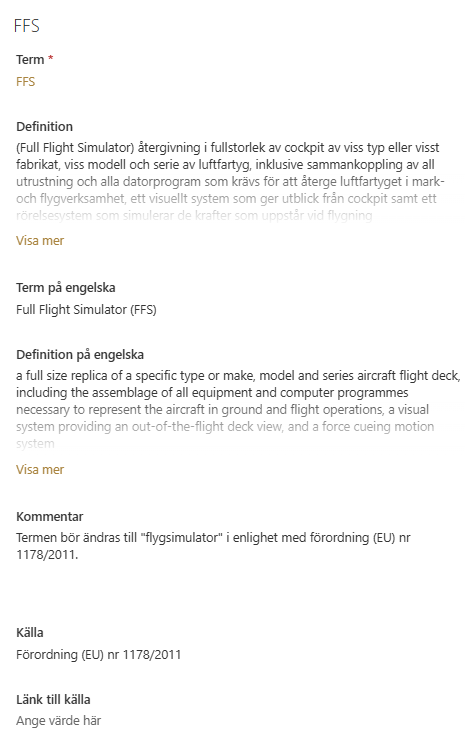 FFS
Term *
FFS
Definition
(Full Flight Simulator) återgivning i fullstorlek av cockpit av viss typ eller visst
fabrikat, viss modell och serie av luftfartyg, inklusive sammankoppling av all
utrustning och alla datorprogram som krävs för att återge luftfartyget i mark-
och flygverksamhet, ett visuellt system som ger utblick från cockpit samt ett
rörelsesystem som simulerar de krafter som uppstår vid flygning
Visa mer
Term på engelska
Full Flight Simulator (FFS)
Definition på engelska
a full size replica of a specific type or make, model and series aircraft flight deck,
including the assemblage of all equipment and computer programmes
necessary to represent the aircraft in ground and flight operations, a visual
system providing an out-of-the-flight deck view, and a force cueing motion
system
Visa mer
Kommentar
Termen bör ändras till "flygsimulator" i enlighet med förordning (EU) nr
1178/2011.
Källa
Förordning (EU) nr 1178/2011
Länk till källa
Ange värde här